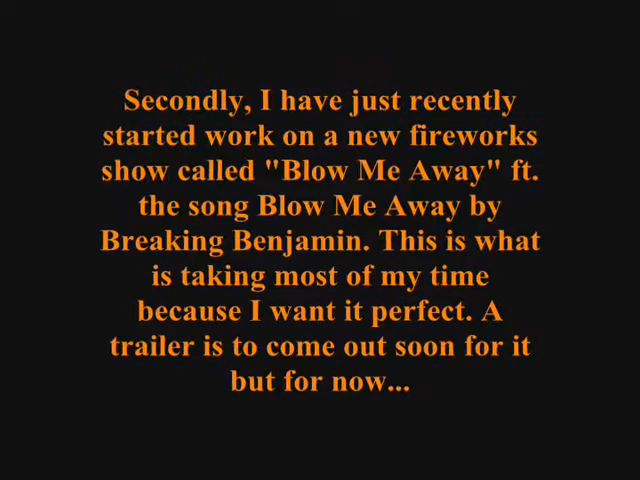 Secondly, I have just recently
started work on a new fireworks
show called "Blow Me Away" ft.
the song Blow Me Away by
Breaking Benjamin. This is what
is taking most of my time
because I want it perfect. A
trailer is to come out soon for it
but for now...